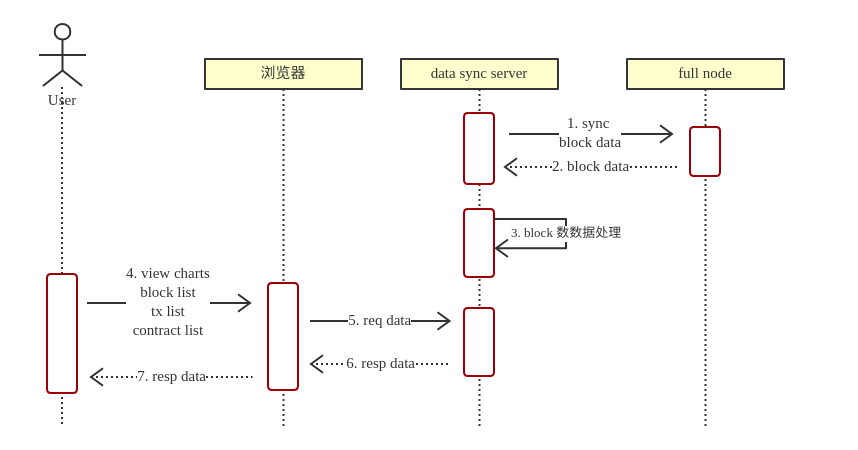 User
浏览器
data sync server
full node
1. sync
block data
2. block data
3. block 数数据处理
4. view charts
block list
tx list
contract list
5. req data
6. resp data
7. resp data